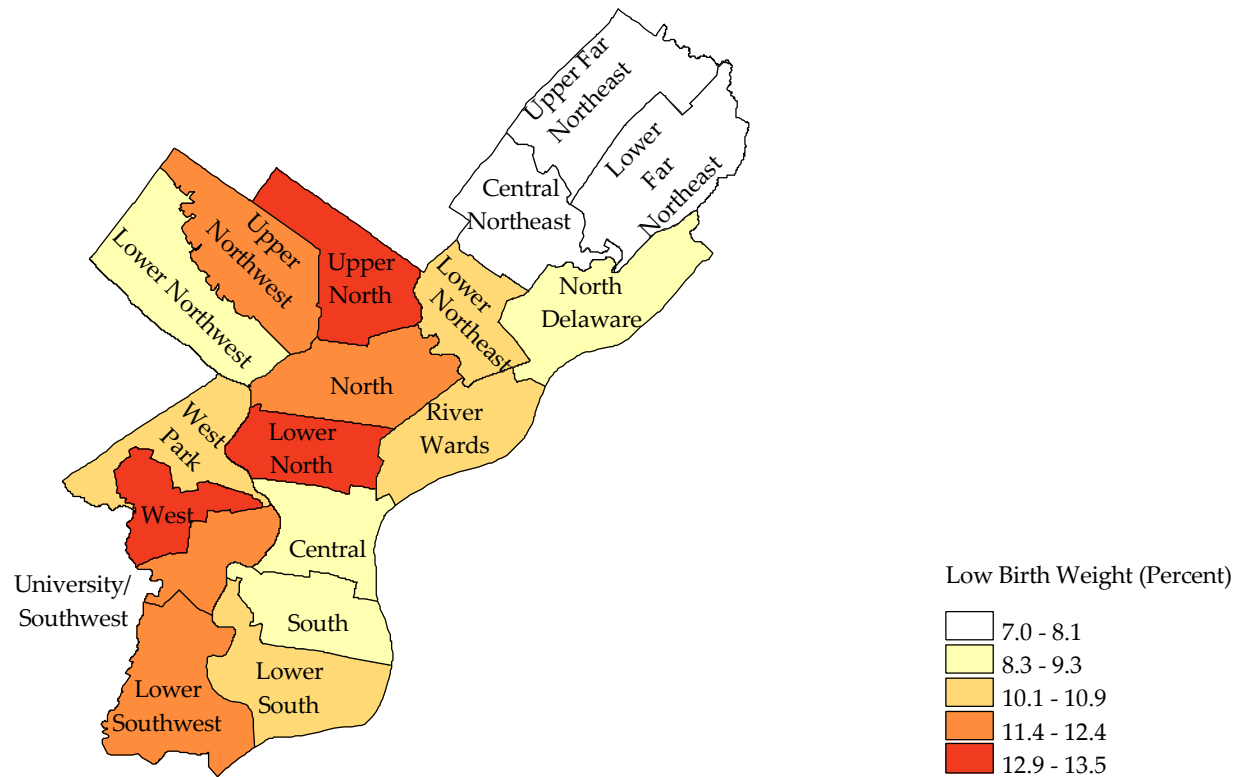 Upper Far
Northeast
Lower
Far
Northeast
Central
Northeast
Upper
Northwest
Lower Northwest
Upper
North
Lower
Northeast
North
Delaware
North
River
Wards
West
Park
Lower
North
West
Central
University/
Southwest
South
Lower
South
Lower
Southwest
Low Birth Weight (Percent)
7.0 - 8.1
8.3 - 9.3
10.1 - 10.9
11.4 - 12.4
12.9 - 13.5